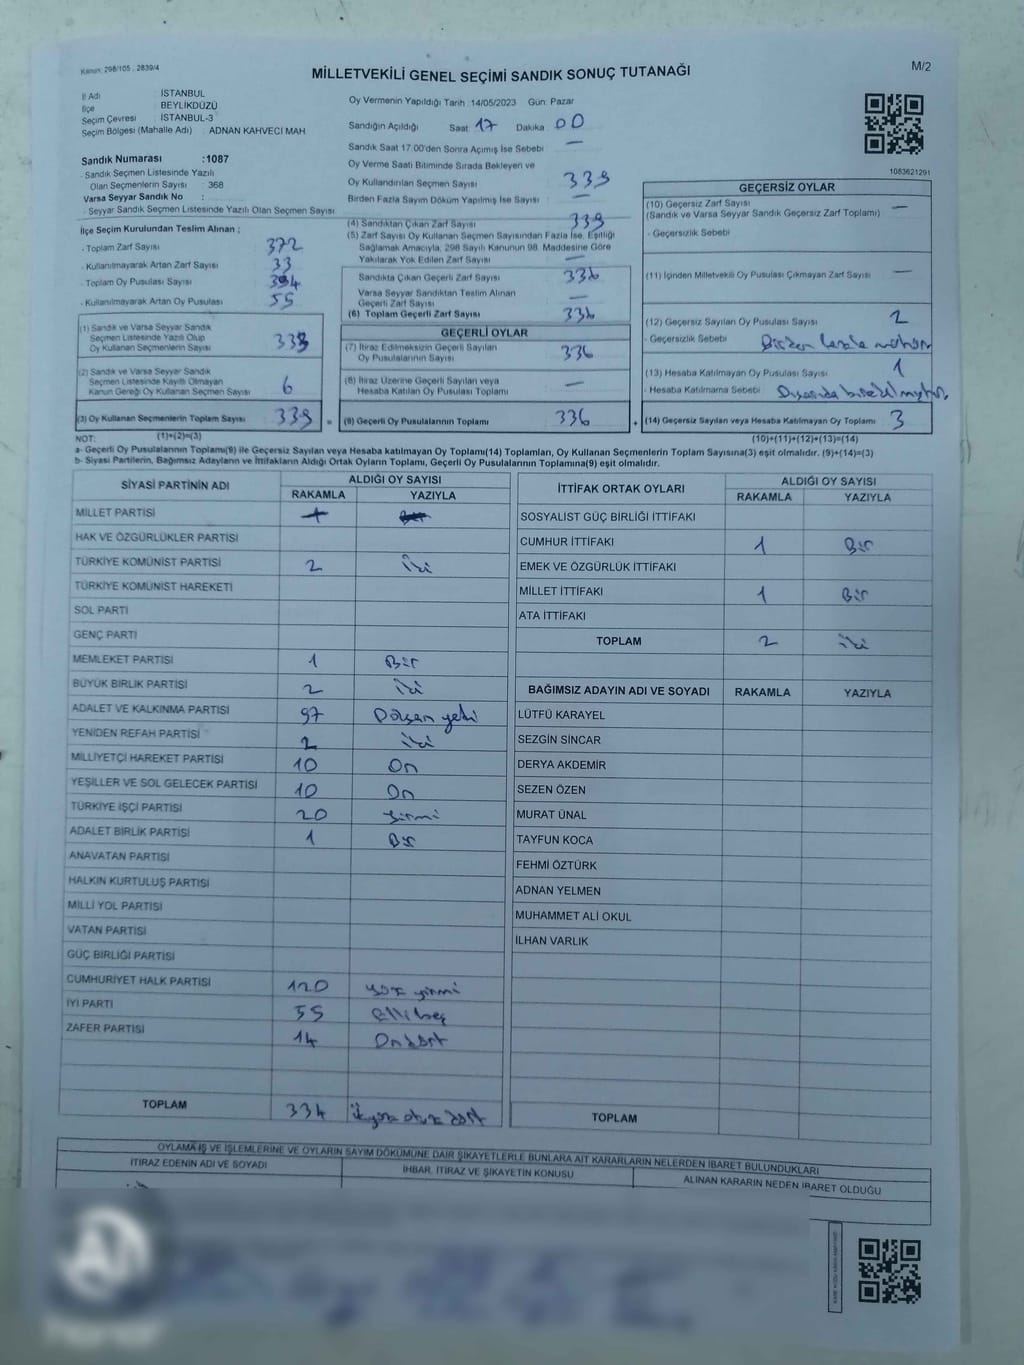 Kanun: 298/105 , 2839/4
MİLLETVEKİLİ GENEL SEÇİMİ SANDIK SONUÇ TUTANAĞI
M/2
İl Adı İSTANBUL
İlçe BEYLİKDÜZÜ
Seçim Çevresi : İSTANBUL-3
Seçim Bölgesi (Mahalle Adı) : ADNAN KAHVECİ MAH
Sandık Numarası :1087
Sandık Seçmen Listesinde Yazılı
Olan Seçmenlerin Sayısı : 368
Varsa Seyyar Sandık No :
- Seyyar Sandık Seçmen Listesinde Yazılı Olan Seçmen Sayısı
İlçe Seçim Kurulundan Teslim Alınan ;
- Toplam Zarf Sayısı 372
- Kullanılmayarak Artan Zarf Sayısı 33
- Toplam Oy Pusulası Sayısı 394
- Kullanılmayarak Artan Oy Pusulası 55
(1) Sandık ve Varsa Seyyar Sandık
Seçmen Listesinde Yazılı Olup
Oy Kullanan Seçmenlerin Sayısı 333
(2) Sandık ve Varsa Seyyar Sandık
Seçmen Listesinde Kayıtlı Olmayan
Kanun Gereği Oy Kullanan Seçmen Sayısı 6
(3) Oy Kullanan Seçmenlerin Toplam Sayısı 339
(1)+(2)=(3)
Oy Vermenin Yapıldığı Tarih :14/05/2023 Gün: Pazar
Sandığın Açıldığı Saat 17 Dakika 00
Sandık Saat 17.00'den Sonra Açılmış İse Sebebi —
Oy Verme Saati Bitiminde Sırada Bekleyen ve
Oy Kullandırılan Seçmen Sayısı 339
Birden Fazla Sayım Döküm Yapılmış İse Sayısı —
(4) Sandıktan Çıkan Zarf Sayısı 339
(5) Zarf Sayısı Oy Kullanan Seçmen Sayısından Fazla İse, Eşitliği
Sağlamak Amacıyla, 298 Sayılı Kanunun 98. Maddesine Göre
Yakılarak Yok Edilen Zarf Sayısı —
Sandıkta Çıkan Geçerli Zarf Sayısı 336
Varsa Seyyar Sandıktan Teslim Alınan
Geçerli Zarf Sayısı —
(6) Toplam Geçerli Zarf Sayısı 336
GEÇERLİ OYLAR
(7) İtiraz Edilmeksizin Geçerli Sayılan
Oy Pusulalarının Sayısı 336
(8) İtiraz Üzerine Geçerli Sayılan veya
Hesaba Katılan Oy Pusulası Toplamı —
= (9) Geçerli Oy Pusulalarının Toplamı 336
1083621291
GEÇERSİZ OYLAR
(10) Geçersiz Zarf Sayısı —
(Sandık ve Varsa Seyyar Sandık Geçersiz Zarf Toplamı)
- Geçersizlik Sebebi
(11) İçinden Milletvekili Oy Pusulası Çıkmayan Zarf Sayısı —
(12) Geçersiz Sayılan Oy Pusulası Sayısı 2
- Geçersizlik Sebebi Birden fazla mühür
(13) Hesaba Katılmayan Oy Pusulası Sayısı 1
- Hesaba Katılmama Sebebi
+ (14) Geçersiz Sayılan veya Hesaba Katılmayan Oy Toplamı 3
(10)+(11)+(12)+(13)=(14)
NOT:
a- Geçerli Oy Pusulalarının Toplamı(9) ile Geçersiz Sayılan veya Hesaba katılmayan Oy Toplamı(14) Toplamları, Oy Kullanan Seçmenlerin Toplam Sayısına(3) eşit olmalıdır. (9)+(14)=(3)
b- Siyasi Partilerin, Bağımsız Adayların ve İttifakların Aldığı Ortak Oyların Toplamı, Geçerli Oy Pusulalarının Toplamına(9) eşit olmalıdır.
SİYASİ PARTİNİN ADI ALDIĞI OY SAYISI
RAKAMLA YAZIYLA
MİLLET PARTİSİ
HAK VE ÖZGÜRLÜKLER PARTİSİ
TÜRKİYE KOMÜNİST PARTİSİ 2 iki
TÜRKİYE KOMÜNİST HAREKETİ
SOL PARTİ
GENÇ PARTİ
MEMLEKET PARTİSİ 1 Bir
BÜYÜK BİRLİK PARTİSİ 2 iki
ADALET VE KALKINMA PARTİSİ 97 Doksan yedi
YENİDEN REFAH PARTİSİ 2 iki
MİLLİYETÇİ HAREKET PARTİSİ 10 On
YEŞİLLER VE SOL GELECEK PARTİSİ 10 On
TÜRKİYE İŞÇİ PARTİSİ 20 yirmi
ADALET BİRLİK PARTİSİ 1 Bir
ANAVATAN PARTİSİ
HALKIN KURTULUŞ PARTİSİ
MİLLİ YOL PARTİSİ
VATAN PARTİSİ
GÜÇ BİRLİĞİ PARTİSİ
CUMHURİYET HALK PARTİSİ 120 yüz yirmi
İYİ PARTİ 55 elli beş
ZAFER PARTİSİ 14 On dört
TOPLAM 334 üçyüz otuz dört
İTTİFAK ORTAK OYLARI ALDIĞI OY SAYISI
RAKAMLA YAZIYLA
SOSYALİST GÜÇ BİRLİĞİ İTTİFAKI
CUMHUR İTTİFAKI 1 Bir
EMEK VE ÖZGÜRLÜK İTTİFAKI
MİLLET İTTİFAKI 1 Bir
ATA İTTİFAKI
TOPLAM 2 iki
BAĞIMSIZ ADAYIN ADI VE SOYADI RAKAMLA YAZIYLA
LÜTFÜ KARAYEL
SEZGİN SİNCAR
DERYA AKDEMİR
SEZEN ÖZEN
MURAT ÜNAL
TAYFUN KOCA
FEHMİ ÖZTÜRK
ADNAN YELMEN
MUHAMMET ALİ OKUL
İLHAN VARLIK
TOPLAM
OYLAMA İŞ VE İŞLEMLERİNE VE OYLARIN SAYIM DÖKÜMÜNE DAİR ŞİKAYETLERLE BUNLARA AİT KARARLARIN NELERDEN İBARET BULUNDUKLARI
İTİRAZ EDENİN ADI VE SOYADI İHBAR, İTİRAZ VE ŞİKAYETİN KONUSU ALINAN KARARIN NEDEN İBARET OLDUĞU